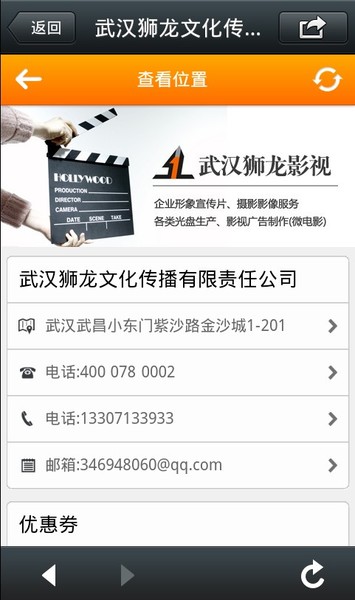 返回
武汉狮龙文化传...
查看位置
HOLLYWOOD
PRODUCTION
DIRECTOR
CAMERA
DATE SCENE TAKE
武汉狮龙影视
企业形象宣传片、摄影影像服务
各类光盘生产、影视广告制作(微电影)
武汉狮龙文化传播有限责任公司
武汉武昌小东门紫沙路金沙城1-201
电话:400 078 0002
电话:13307133933
邮箱:346948060@qq.com
优惠券